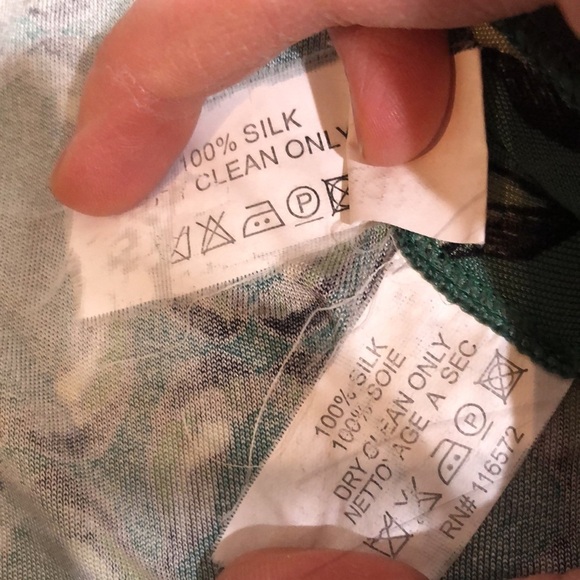 100% SILK
CLEAN ONLY
P
100% SILK
100% SOIE
DRY CLEAN ONLY
NETTOYAGE A SEC
P
RN# 116572